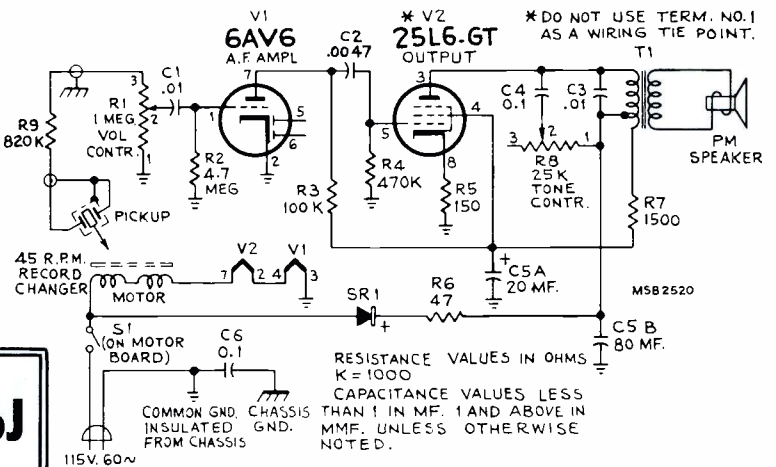 V1
6AV6
A.F. AMPL
* V2
25L6-GT
OUTPUT
* DO NOT USE TERM. NO. 1
AS A WIRING TIE POINT.
T1
C1
.01
C2
.0047
C4
0.1
C3
.01
R9
820K
R1
1 MEG
VOL
CONTR.
3
2
1
7
1
5
6
2
R2
4.7
MEG
R3
100K
R4
470K
3
4
5
8
R5
150
3
2
1
R8
25K
TONE
CONTR.
R7
1500
PM
SPEAKER
PICKUP
45 R.P.M.
RECORD
CHANGER
MOTOR
V2
7 2
V1
4 3
C5A
20 MF.
+
MSB2520
SR1
+
R6
47
C5 B
80 MF.
S1
(ON MOTOR
BOARD)
C6
0.1
COMMON GND.
INSULATED
FROM CHASSIS
CHASSIS
GND.
115V. 60~
RESISTANCE VALUES IN OHMS
K = 1000
CAPACITANCE VALUES LESS
THAN 1 IN MF. 1 AND ABOVE IN
MMF. UNLESS OTHERWISE
NOTED.